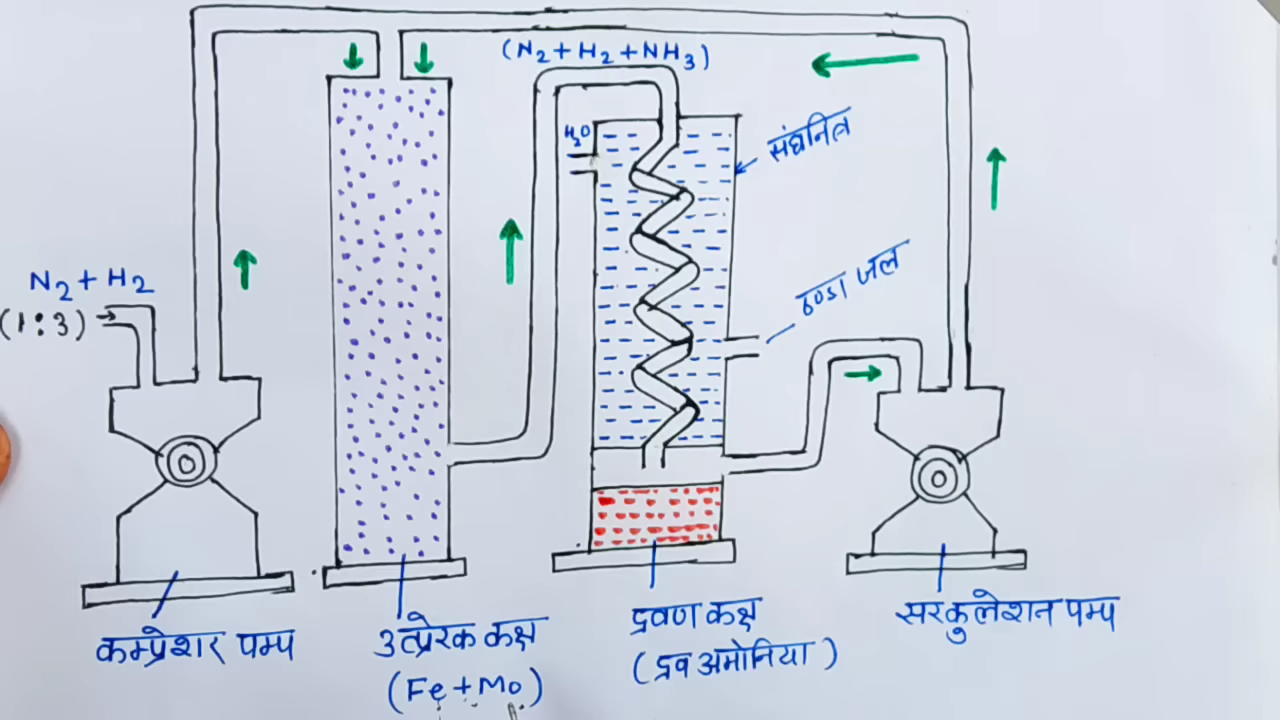 (N₂ + H₂ + NH₃)
H₂O
संघनित्र
ठण्डा जल
N₂ + H₂
(1 : 3)
कम्प्रेशर पम्प
उत्प्रेरक कक्ष
(Fe + Mo)
द्रवण कक्ष
(द्रव अमोनिया)
सरकुलेशन पम्प